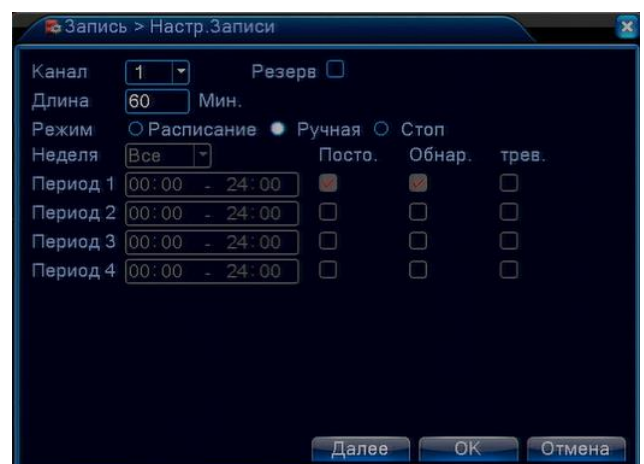 Запись > Настр.Записи
Канал 1 Резерв
Длина 60 Мин.
Режим Расписание Ручная Стоп
Неделя Все Посто. Обнар. трев.
Период 1 00:00 - 24:00
Период 2 00:00 - 24:00
Период 3 00:00 - 24:00
Период 4 00:00 - 24:00
Далее OK Отмена